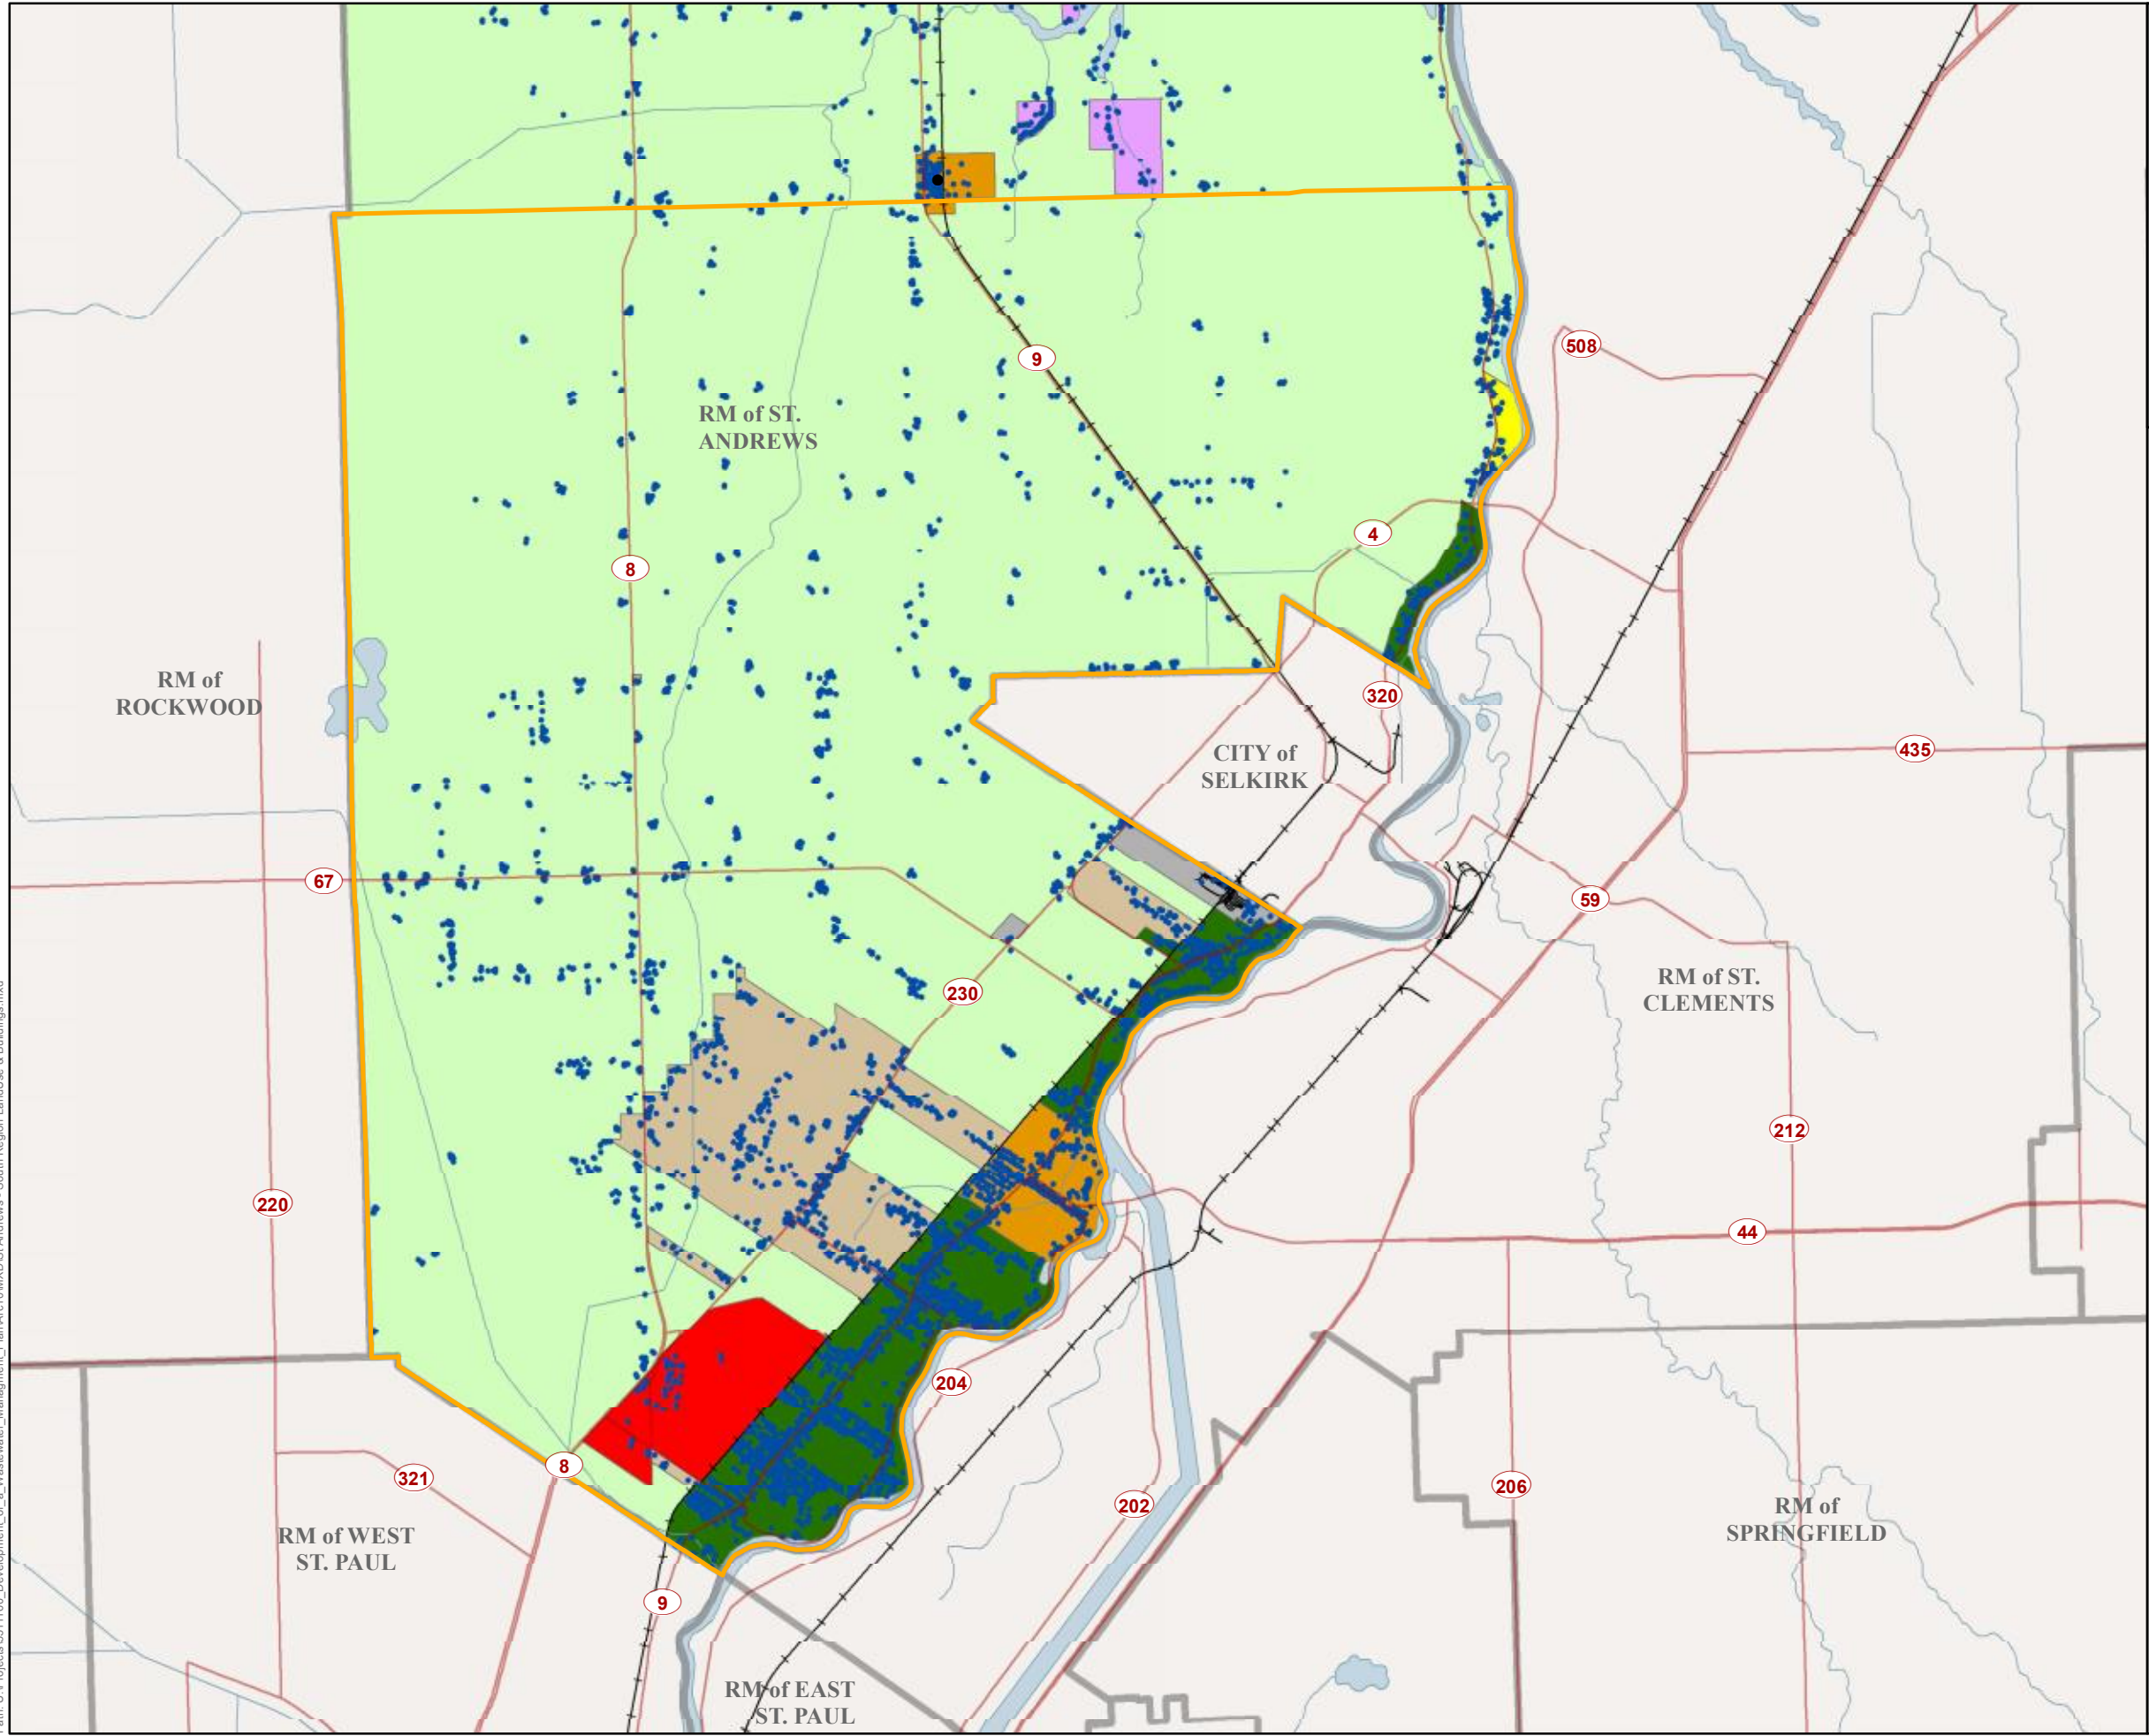 508
9
RM of ST.
ANDREWS
4
8
RM of
ROCKWOOD
320
CITY of
SELKIRK
435
67
59
230
RM of ST.
CLEMENTS
212
220
44
204
8
321
206
202
RM of WEST
ST. PAUL
RM of
SPRINGFIELD
9
RM of EAST
ST. PAUL